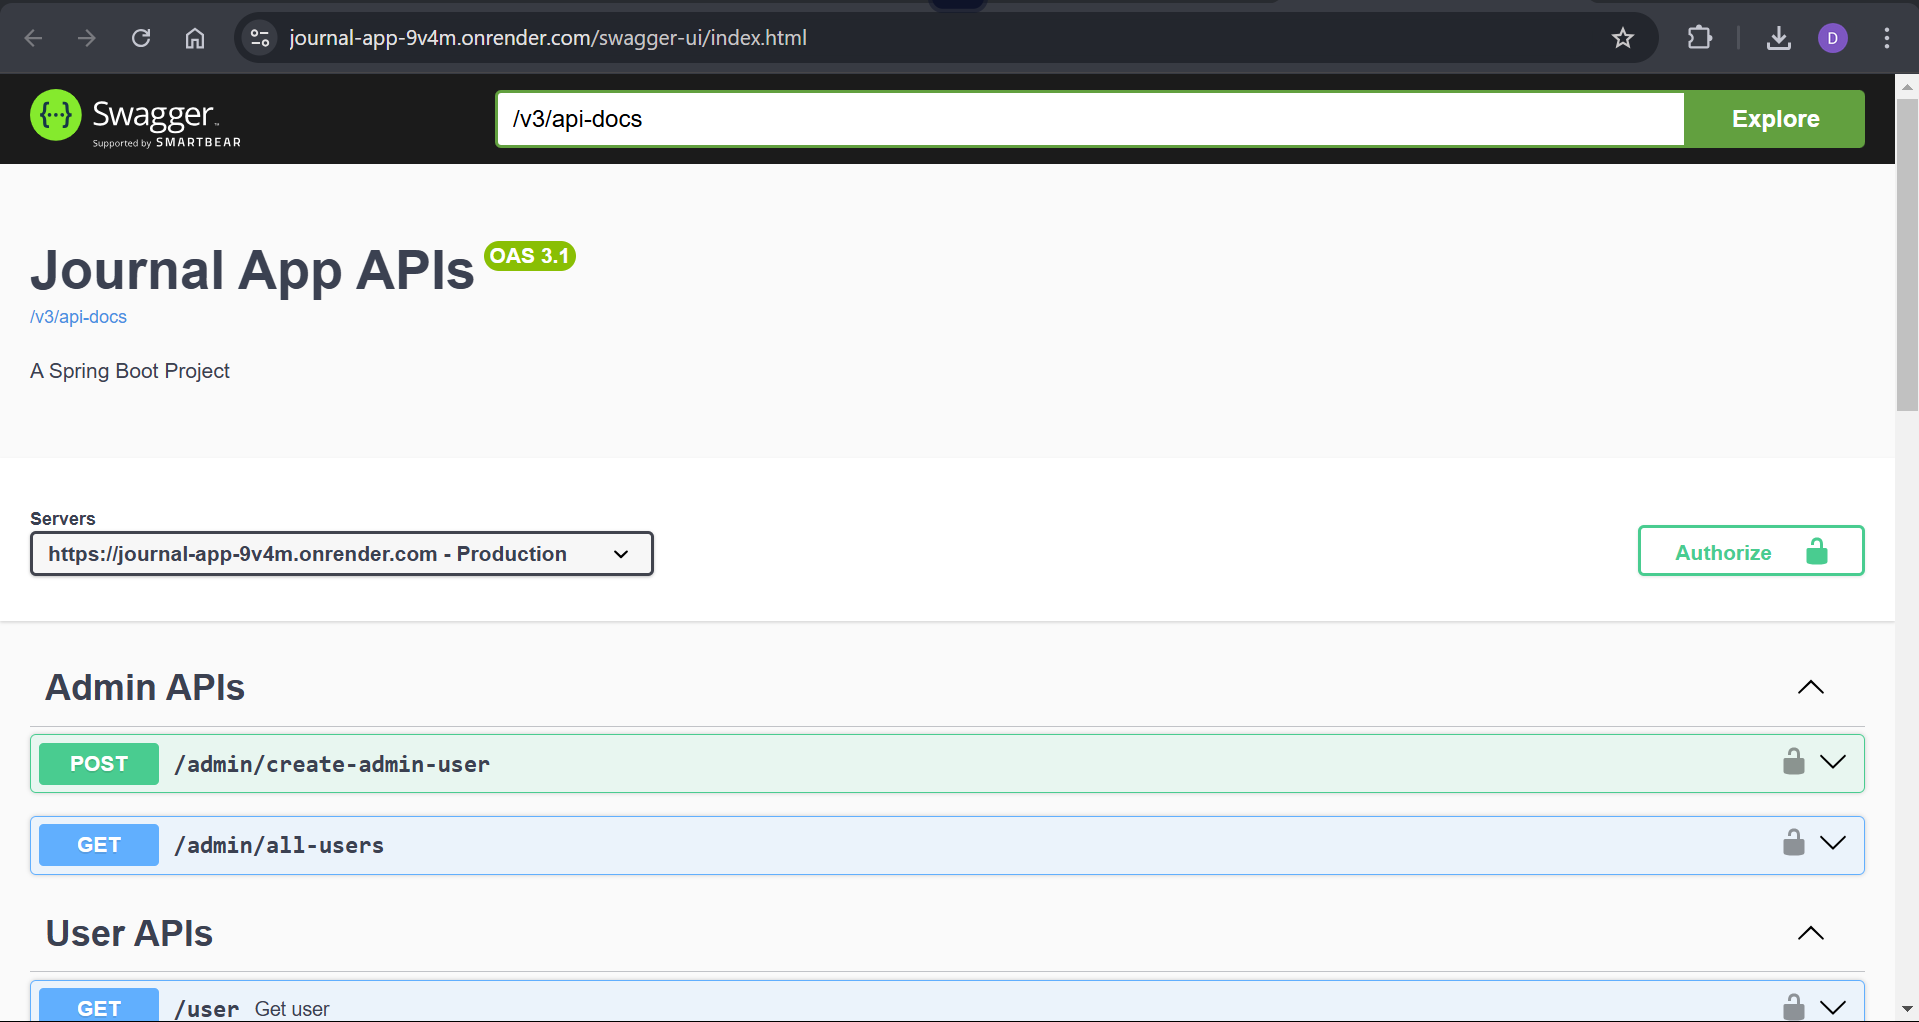 journal-app-9v4m.onrender.com/swagger-ui/index.html
D
{···} Swagger™
Supported by SMARTBEAR
/v3/api-docs
Explore
Journal App APIs OAS 3.1
/v3/api-docs
A Spring Boot Project
Servers
https://journal-app-9v4m.onrender.com - Production
Authorize
Admin APIs
POST /admin/create-admin-user
GET /admin/all-users
User APIs
GET /user Get user